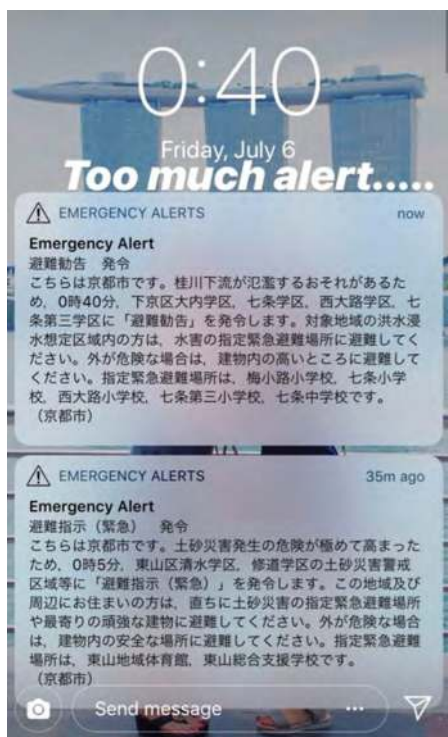 0:40
Friday, July 6
Too much alert.....
EMERGENCY ALERTS now
Emergency Alert
避難勧告　発令
こちらは京都市です。桂川下流が氾濫するおそれがあるた
め，0時40分，下京区大内学区，七条学区，西大路学区，七
条第三学区に「避難勧告」を発令します。対象地域の洪水浸
水想定区域内の方は，水害の指定緊急避難場所に避難してく
ださい。外が危険な場合は，建物内の高いところに避難して
ください。指定緊急避難場所は，梅小路小学校，七条小学
校，西大路小学校，七条第三小学校，七条中学校です。
（京都市）
EMERGENCY ALERTS 35m ago
Emergency Alert
避難指示（緊急）　発令
こちらは京都市です。土砂災害発生の危険が極めて高まった
ため，0時5分，東山区清水学区，修道学区の土砂災害警戒
区域等に「避難指示（緊急）」を発令します。この地域及び
周辺にお住まいの方は，直ちに土砂災害の指定緊急避難場所
や最寄りの頑強な建物に避難してください。外が危険な場合
は，建物内の安全な場所に避難してください。指定緊急避難
場所は，東山地域体育館，東山総合支援学校です。
（京都市）
Send message